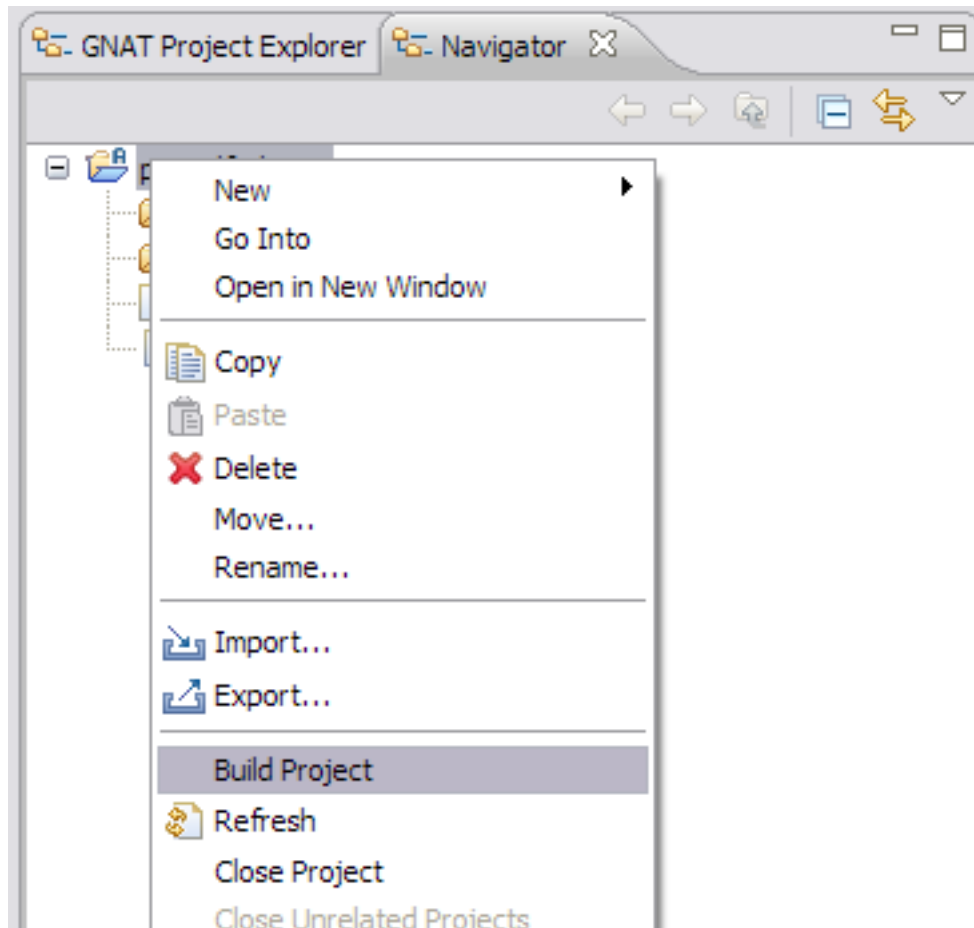 GNAT Project Explorer
Navigator
New
Go Into
Open in New Window
Copy
Paste
Delete
Move...
Rename...
Import...
Export...
Build Project
Refresh
Close Project
Close Unrelated Projects